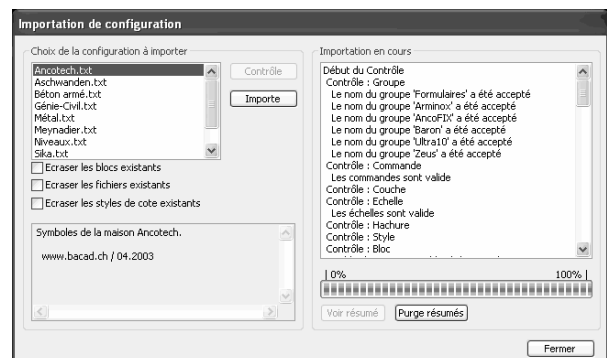 Importation de configuration
Choix de la configuration à importer
Ancotech.txt
Aschwanden.txt
Béton armé.txt
Génie-Civil.txt
Métal.txt
Meynadier.txt
Niveaux.txt
Sika.txt
Contrôle
Importe
Ecraser les blocs existants
Ecraser les fichiers existants
Ecraser les styles de cote existants
Symboles de la maison Ancotech.
www.bacad.ch / 04.2003
Importation en cours
Début du Contrôle
Contrôle : Groupe
Le nom du groupe 'Formulaires' a été accepté
Le nom du groupe 'Arminox' a été accepté
Le nom du groupe 'AncoFIX' a été accepté
Le nom du groupe 'Baron' a été accepté
Le nom du groupe 'Ultra10' a été accepté
Le nom du groupe 'Zeus' a été accepté
Contrôle : Commande
Les commandes sont valide
Contrôle : Couche
Contrôle : Echelle
Les échelles sont valide
Contrôle : Hachure
Contrôle : Style
Contrôle : Bloc
| 0% 100% |
Voir résumé Purge résumés
Fermer